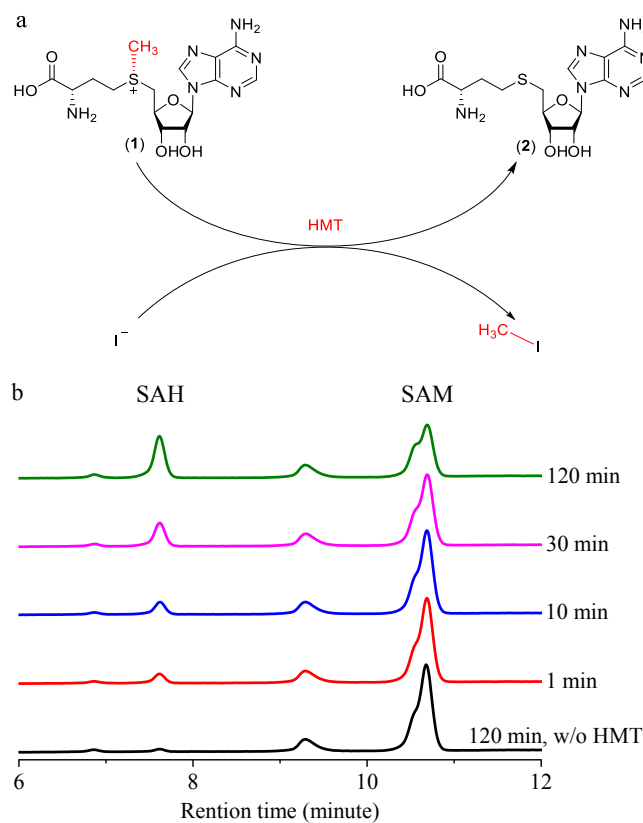 a
CH₃
NH₂
NH
O
N
N
O
N
N
S
+
S
HO
N
N
HO
N
N
NH₂
O
NH₂
O
(1)
OHOH
(2)
OHOH
HMT
I⁻
H₃C
I
b
SAH
SAM
120 min
30 min
10 min
1 min
120 min, w/o HMT
6
8
10
12
Rention time (minute)